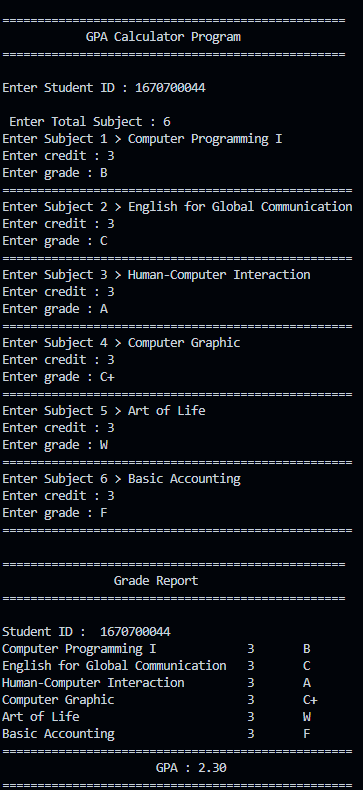 =================================================
GPA Calculator Program
=================================================
Enter Student ID : 1670700044
Enter Total Subject : 6
Enter Subject 1 > Computer Programming I
Enter credit : 3
Enter grade : B
==================================================
Enter Subject 2 > English for Global Communication
Enter credit : 3
Enter grade : C
==================================================
Enter Subject 3 > Human-Computer Interaction
Enter credit : 3
Enter grade : A
==================================================
Enter Subject 4 > Computer Graphic
Enter credit : 3
Enter grade : C+
==================================================
Enter Subject 5 > Art of Life
Enter credit : 3
Enter grade : W
==================================================
Enter Subject 6 > Basic Accounting
Enter credit : 3
Enter grade : F
==================================================
=================================================
Grade Report
=================================================
Student ID :  1670700044
Computer Programming I             3       B
English for Global Communication   3       C
Human-Computer Interaction         3       A
Computer Graphic                   3       C+
Art of Life                        3       W
Basic Accounting                   3       F
==================================================
GPA : 2.30
==================================================